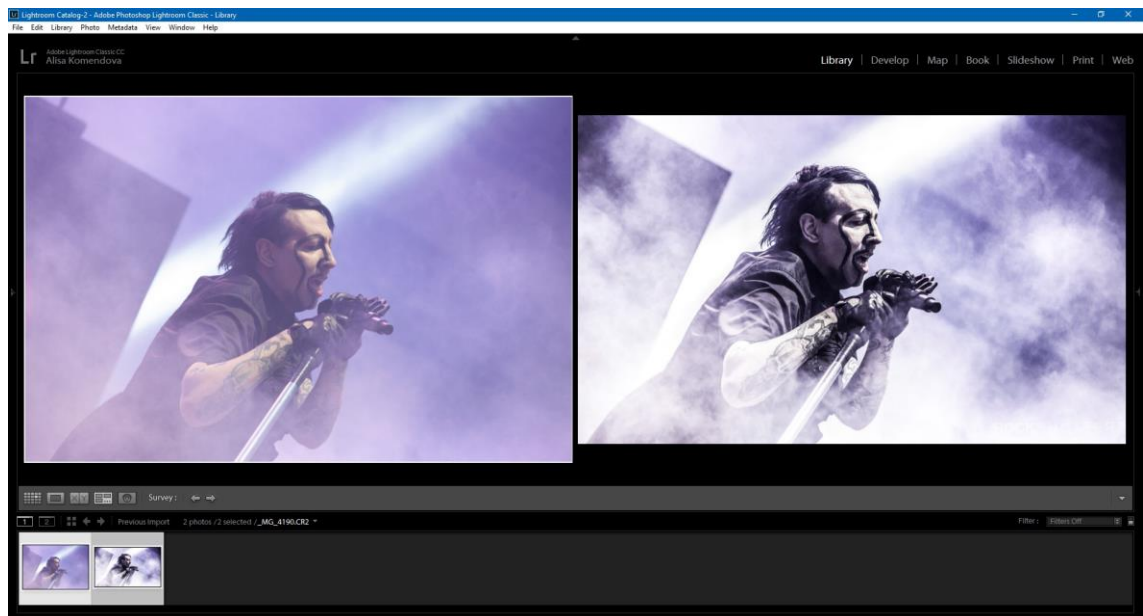 Lightroom Catalog-2 - Adobe Photoshop Lightroom Classic - Library
File Edit Library Photo Metadata View Window Help
Lr Adobe Lightroom Classic CC
Alisa Komendova
Library | Develop | Map | Book | Slideshow | Print | Web
Survey :
1 2 Previous Import 2 photos / 2 selected / _MG_4190.CR2 Filter : Filters Off